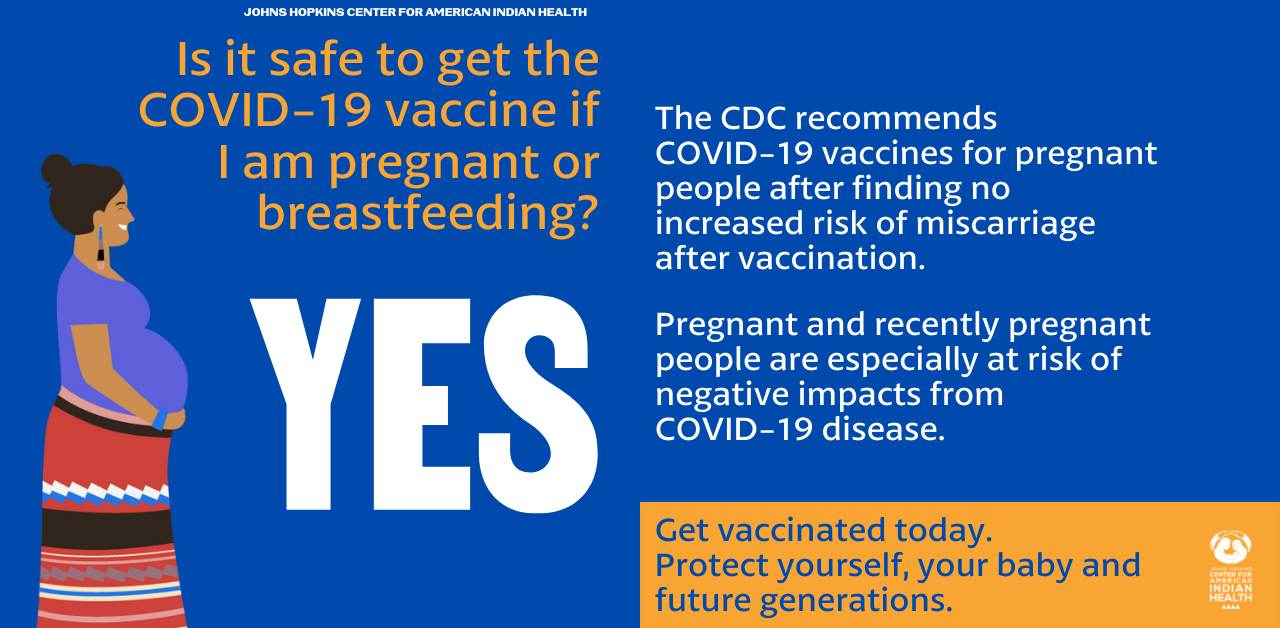 JOHNS HOPKINS CENTER FOR AMERICAN INDIAN HEALTH
Is it safe to get the
COVID-19 vaccine if
I am pregnant or
breastfeeding?
YES
The CDC recommends
COVID-19 vaccines for pregnant
people after finding no
increased risk of miscarriage
after vaccination.
Pregnant and recently pregnant
people are especially at risk of
negative impacts from
COVID-19 disease.
Get vaccinated today.
Protect yourself, your baby and
future generations.
JOHNS HOPKINS
CENTER FOR
AMERICAN
INDIAN
HEALTH